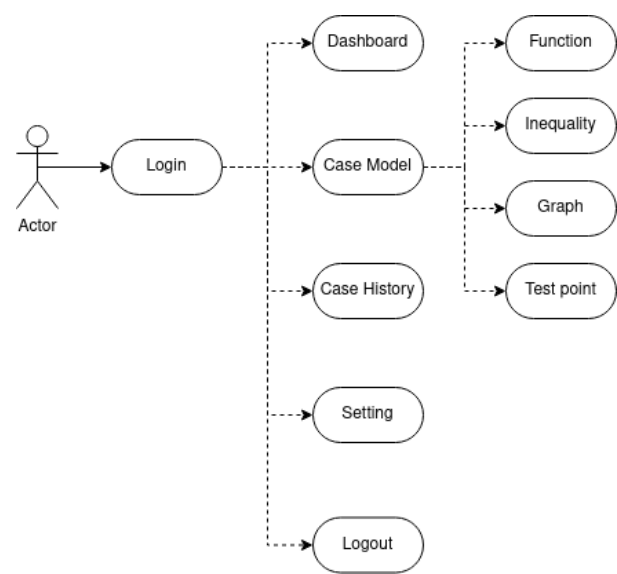 Actor
Login
Dashboard
Case Model
Case History
Setting
Logout
Function
Inequality
Graph
Test point